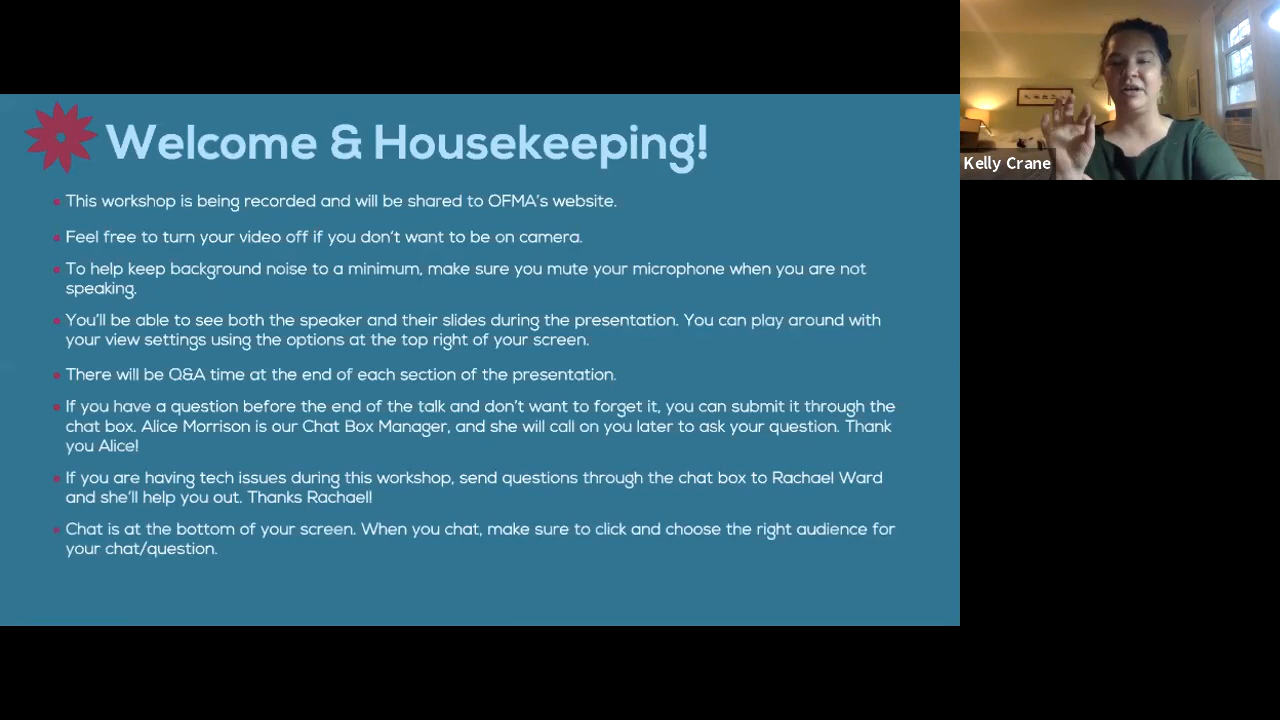 Welcome & Housekeeping!
This workshop is being recorded and will be shared to OFMA's website.
Feel free to turn your video off if you don't want to be on camera.
To help keep background noise to a minimum, make sure you mute your microphone when you are not
speaking.
You'll be able to see both the speaker and their slides during the presentation. You can play around with
your view settings using the options at the top right of your screen.
There will be Q&A time at the end of each section of the presentation.
If you have a question before the end of the talk and don't want to forget it, you can submit it through the
chat box. Alice Morrison is our Chat Box Manager, and she will call on you later to ask your question. Thank
you Alice!
If you are having tech issues during this workshop, send questions through the chat box to Rachael Ward
and she'll help you out. Thanks Rachael!
Chat is at the bottom of your screen. When you chat, make sure to click and choose the right audience for
your chat/question.
Kelly Crane